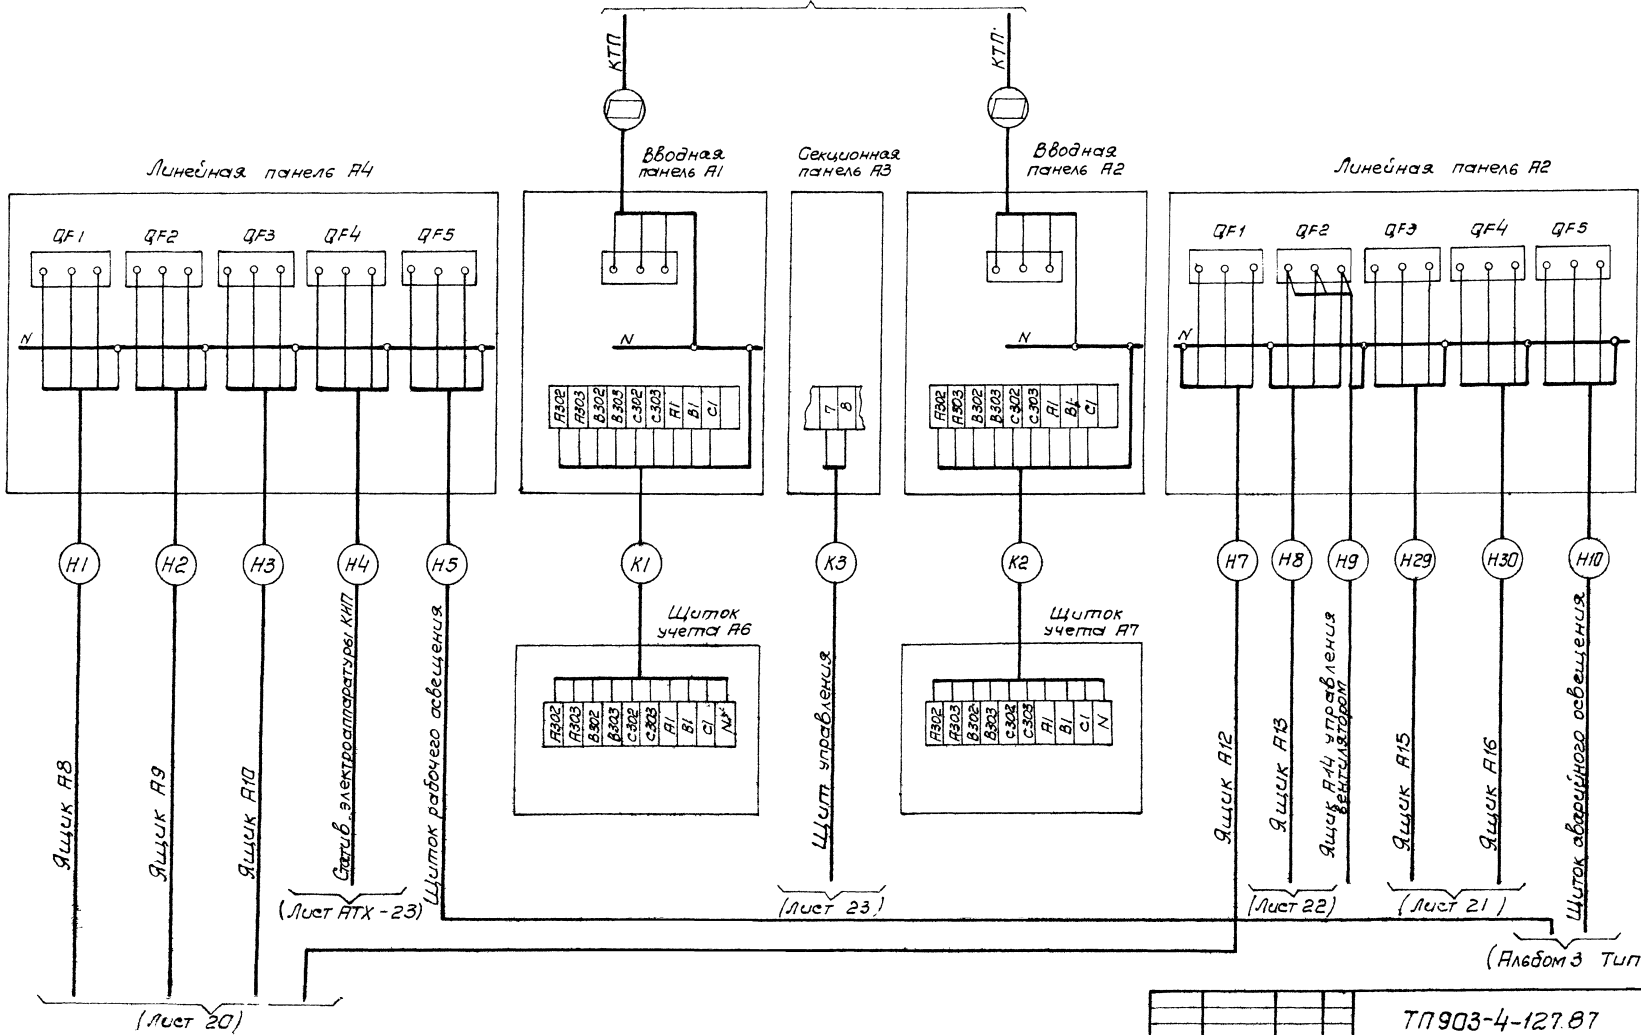 КТП
КТП.
Линейная панель А4
Вводная
панель А1
Секционная
панель А3
Вводная
панель А2
Линейная панель А2
QF1 QF2 QF3 QF4 QF5
QF1 QF2 QF3 QF4 QF5
N
N
N
N
А302 А303 В302 В303 С302 С303 А1 В1 С1
7 8
А302 А303 В302 В303 С302 С303 А1 В1 С1
Н1 Н2 Н3 Н4 Н5 К1 К3 К2 Н7 Н8 Н9 Н29 Н30 Н10
Щиток
учета А6
Щиток
учета А7
А302 А303 В302 В303 С302 С303 А1 В1 С1 N
А302 А303 В302 В303 С302 С303 А1 В1 С1 N
Ящик А8
Ящик А9
Ящик А10
Статив. электроаппаратуры КИП
Щиток рабочего освещения
Щит управления
Ящик А12
Ящик А13
Ящик А14 управления
вентилятором
Ящик А15
Ящик А16
Щиток аварийного освещения
(Лист АТХ-23)
(Лист 23)
(Лист 22)
(Лист 21)
(Альбом 3 Тип
(Лист 20)
ТП903-4-127.87